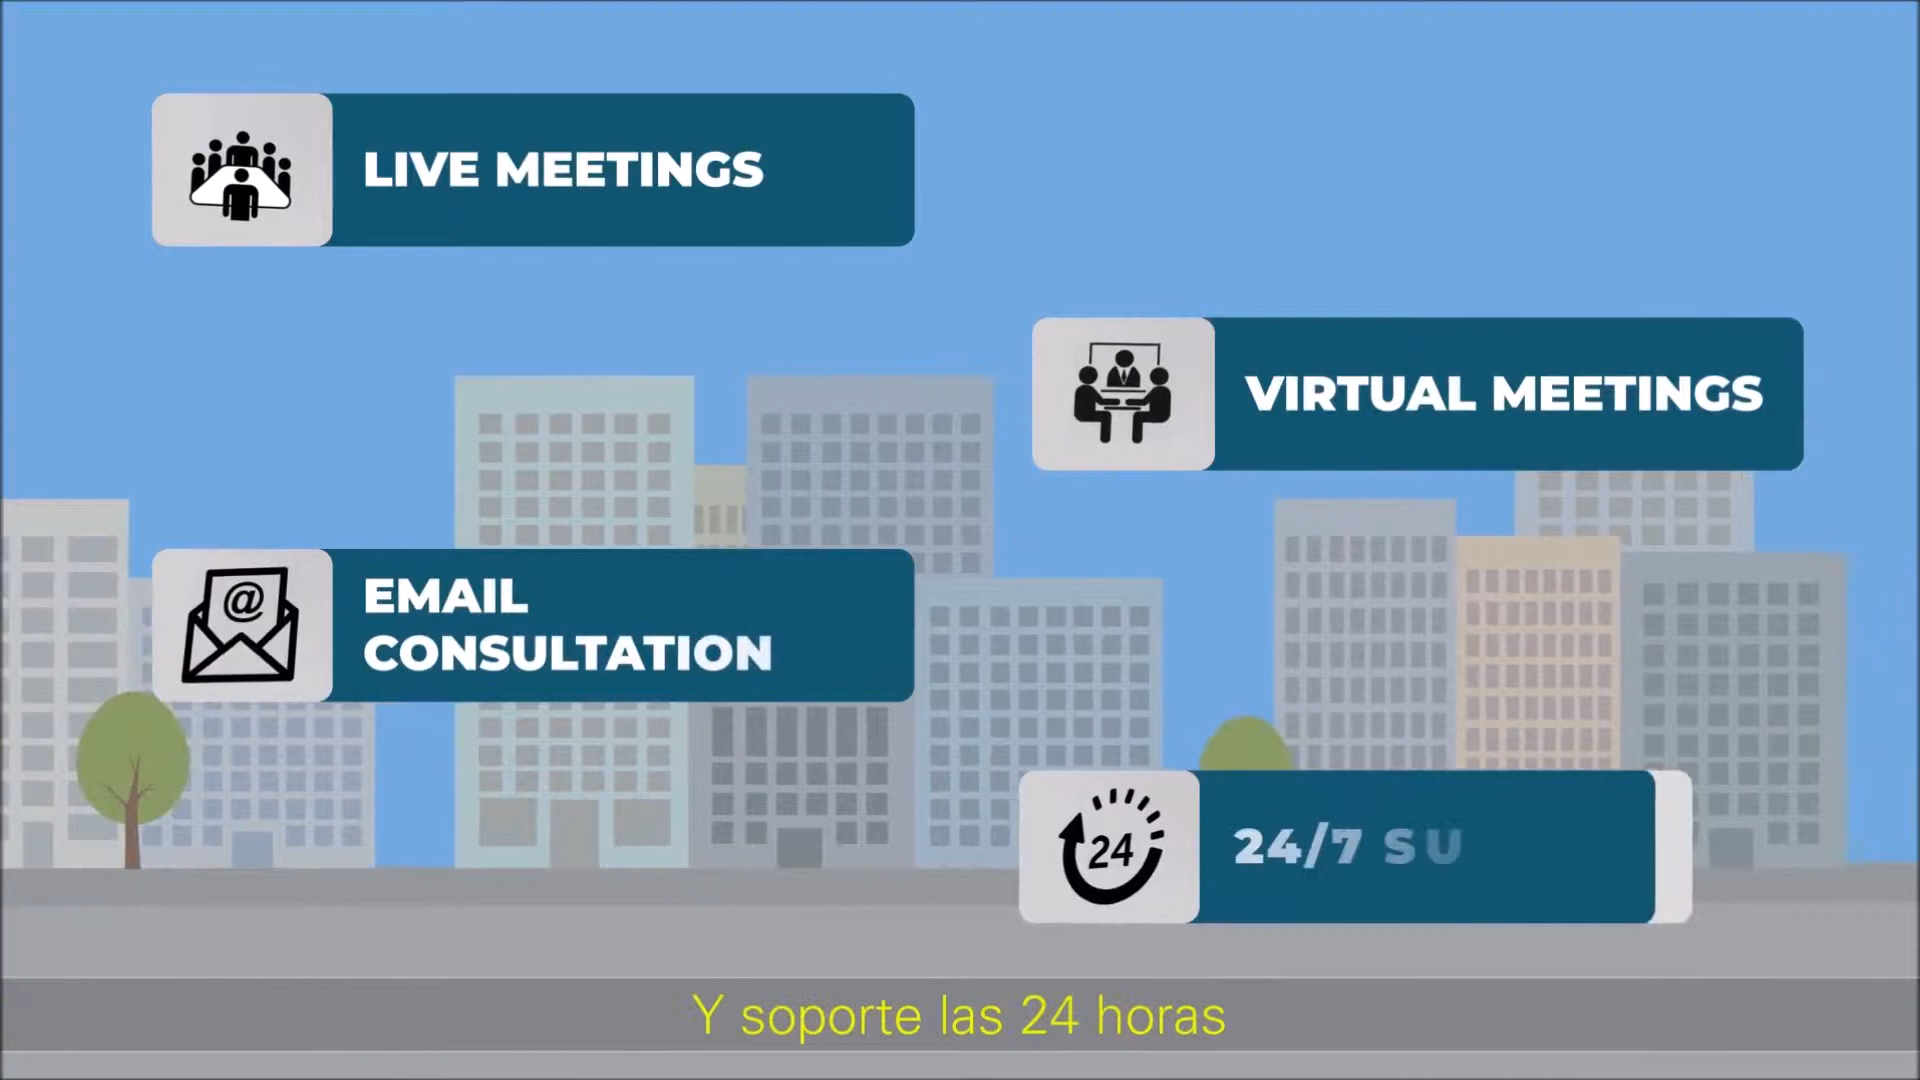 LIVE MEETINGS
VIRTUAL MEETINGS
@
EMAIL
CONSULTATION
24
24/7 SU
Y soporte las 24 horas